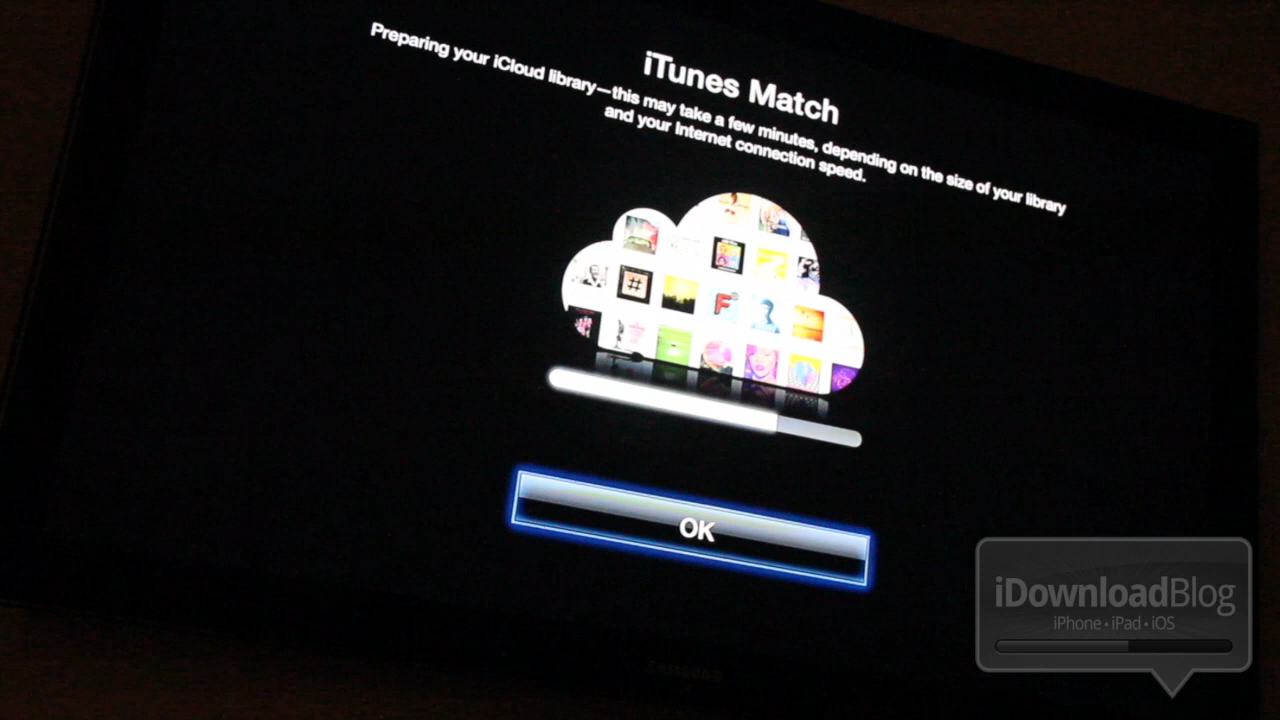 iTunes Match
Preparing your iCloud library—this may take a few minutes, depending on the size of your library
and your Internet connection speed.
#
F
OK
iDownloadBlog
iPhone • iPad • iOS